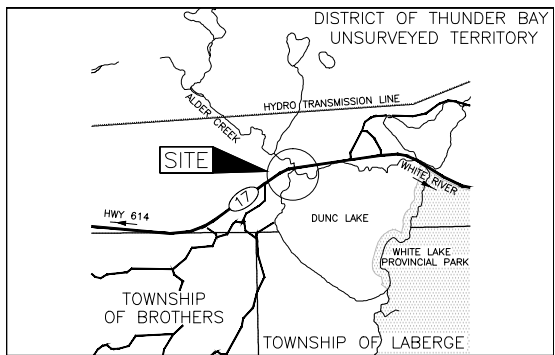 DISTRICT OF THUNDER BAY
UNSURVEYED TERRITORY
HYDRO TRANSMISSION LINE
ALDER CREEK
SITE
WHITE RIVER
17
HWY 614
DUNC LAKE
WHITE LAKE
PROVINCIAL PARK
TOWNSHIP
OF BROTHERS
TOWNSHIP OF LABERGE